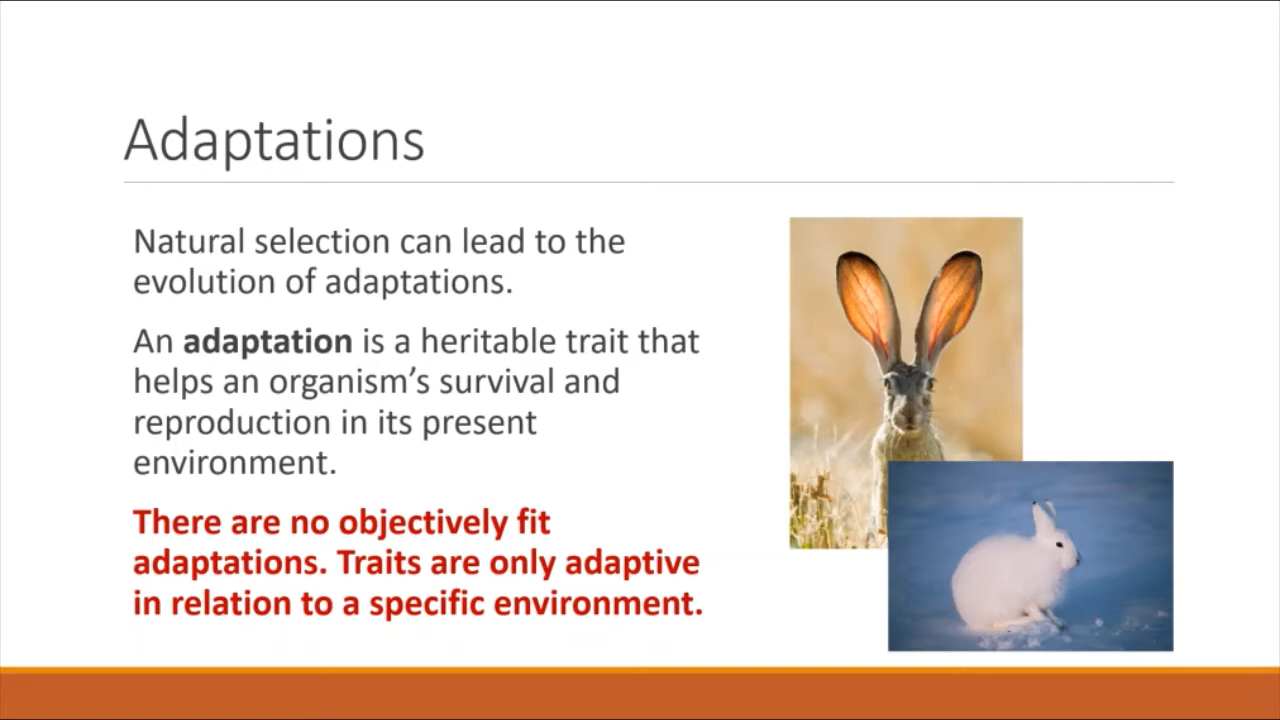 Adaptations
Natural selection can lead to the
evolution of adaptations.
An adaptation is a heritable trait that
helps an organism’s survival and
reproduction in its present
environment.
There are no objectively fit
adaptations. Traits are only adaptive
in relation to a specific environment.